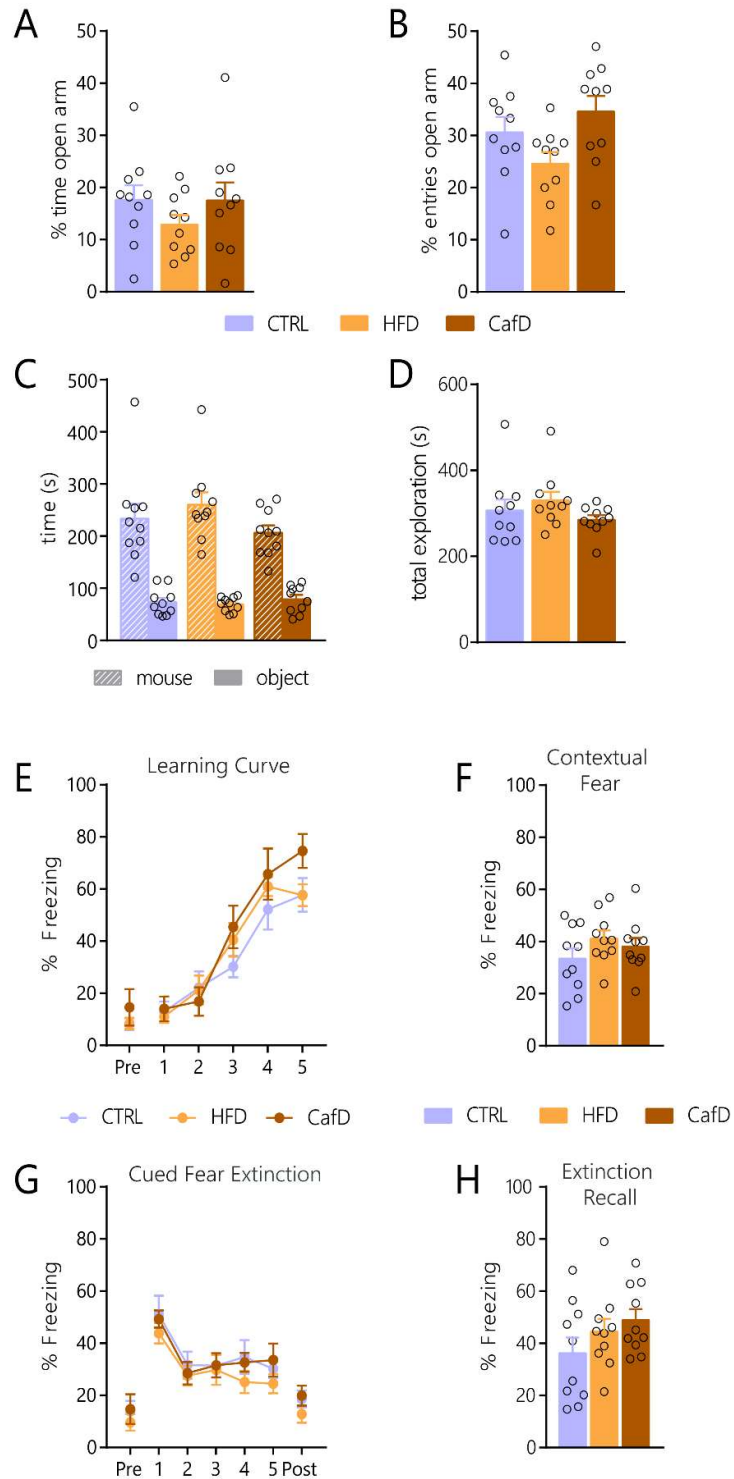 A
B
% time open arm
50
40
30
20
10
0
% entries open arm
50
40
30
20
10
0
CTRL HFD CafD
C
D
time (s)
500
400
300
200
100
0
total exploration (s)
600
400
200
0
mouse object
E
Learning Curve
% Freezing
100
80
60
40
20
0
Pre 1 2 3 4 5
F
Contextual
Fear
% Freezing
100
80
60
40
20
0
CTRL HFD CafD
CTRL HFD CafD
G
Cued Fear Extinction
% Freezing
100
80
60
40
20
0
Pre 1 2 3 4 5 Post
H
Extinction
Recall
% Freezing
100
80
60
40
20
0